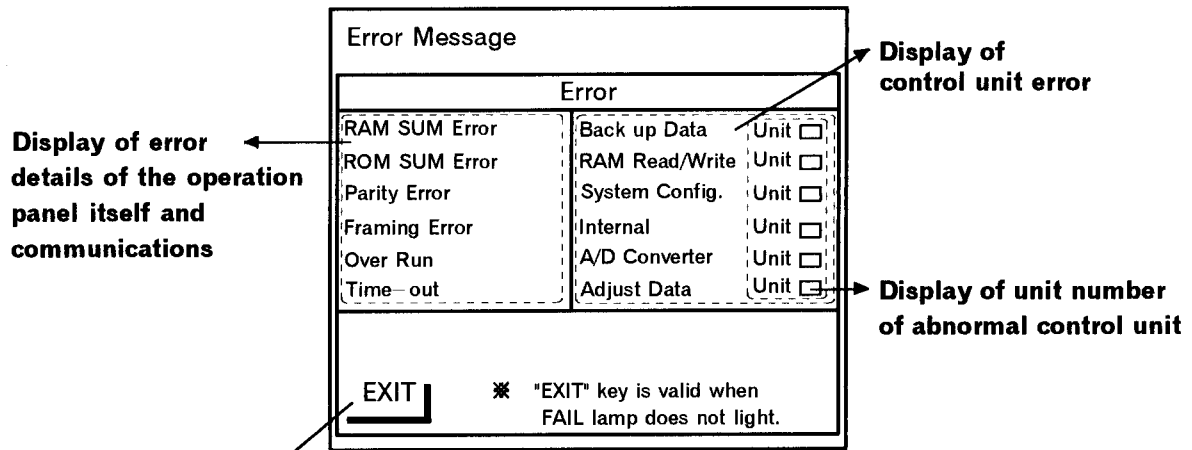 Error Message
Error
RAM SUM Error
ROM SUM Error
Parity Error
Framing Error
Over Run
Time-out
Back up Data Unit
RAM Read/Write Unit
System Config. Unit
Internal Unit
A/D Converter Unit
Adjust Data Unit
EXIT
※ "EXIT" key is valid when
FAIL lamp does not light.
Display of error
details of the operation
panel itself and
communications
Display of
control unit error
Display of unit number
of abnormal control unit